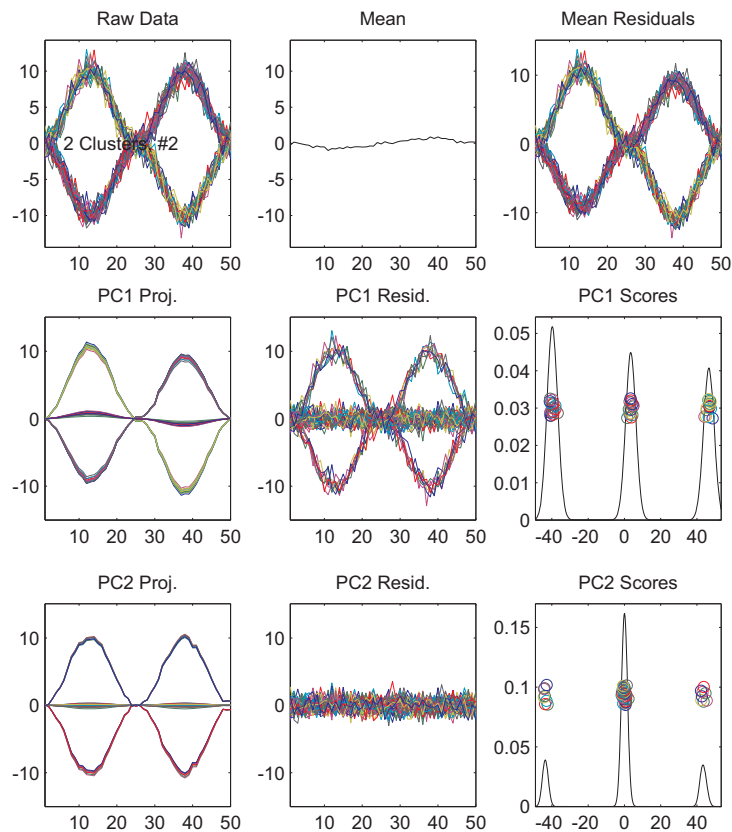 Raw Data
Mean
Mean Residuals
10
5
0
-5
-10
2 Clusters, #2
10 20 30 40 50
10
5
0
-5
-10
10 20 30 40 50
10
5
0
-5
-10
10 20 30 40 50
PC1 Proj.
PC1 Resid.
PC1 Scores
10
0
-10
10 20 30 40 50
10
0
-10
10 20 30 40 50
0.05
0.04
0.03
0.02
0.01
0
-40 -20 0 20 40
PC2 Proj.
PC2 Resid.
PC2 Scores
10
0
-10
10 20 30 40 50
10
0
-10
10 20 30 40 50
0.15
0.1
0.05
0
-40 -20 0 20 40